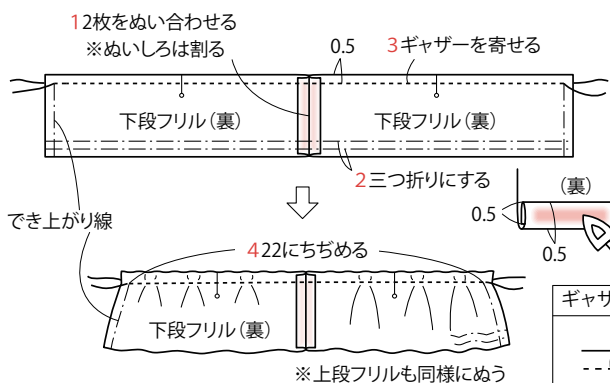 1 2枚をぬい合わせる
※ぬいしろは割る
0.5
3 ギャザーを寄せる
下段フリル（裏）
下段フリル（裏）
2 三つ折りにする
（裏）
0.5
0.5
でき上がり線
4 22にちぢめる
下段フリル（裏）
ギャザ
※上段フリルも同様にぬう